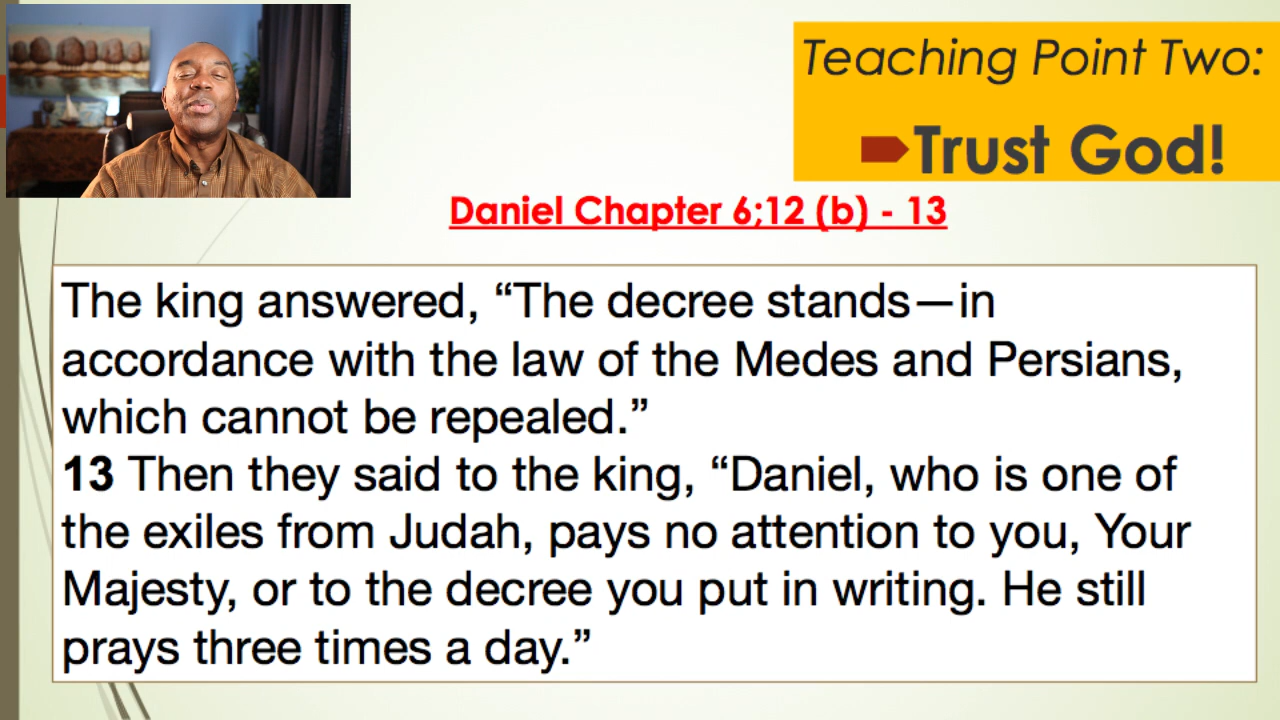 Teaching Point Two:
Trust God!
Daniel Chapter 6;12 (b) - 13
The king answered, “The decree stands—in
accordance with the law of the Medes and Persians,
which cannot be repealed.”
13 Then they said to the king, “Daniel, who is one of
the exiles from Judah, pays no attention to you, Your
Majesty, or to the decree you put in writing. He still
prays three times a day.”